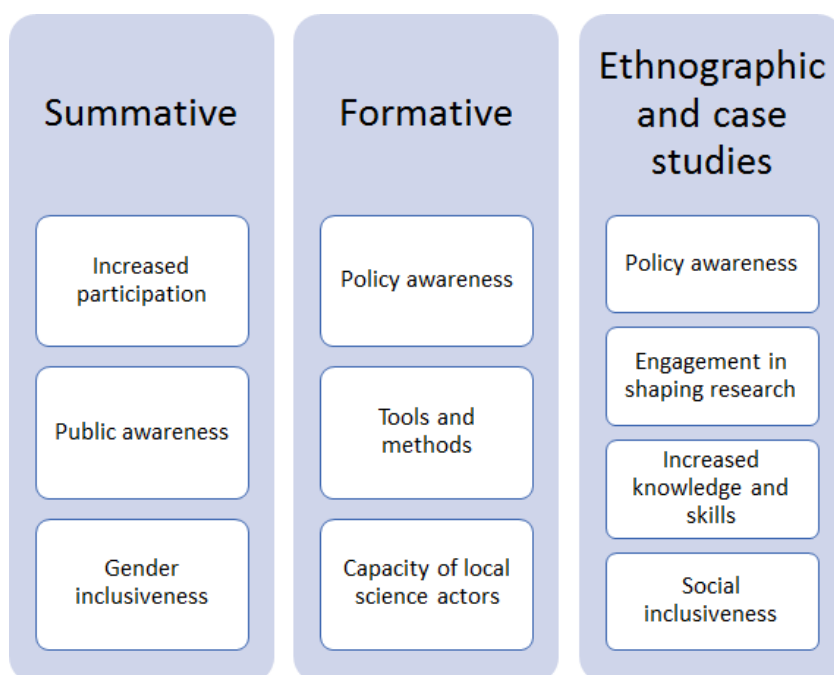 Summative
Increased
participation
Public awareness
Gender
inclusiveness
Formative
Policy awareness
Tools and
methods
Capacity of local
science actors
Ethnographic
and case
studies
Policy awareness
Engagement in
shaping research
Increased
knowledge and
skills
Social
inclusiveness